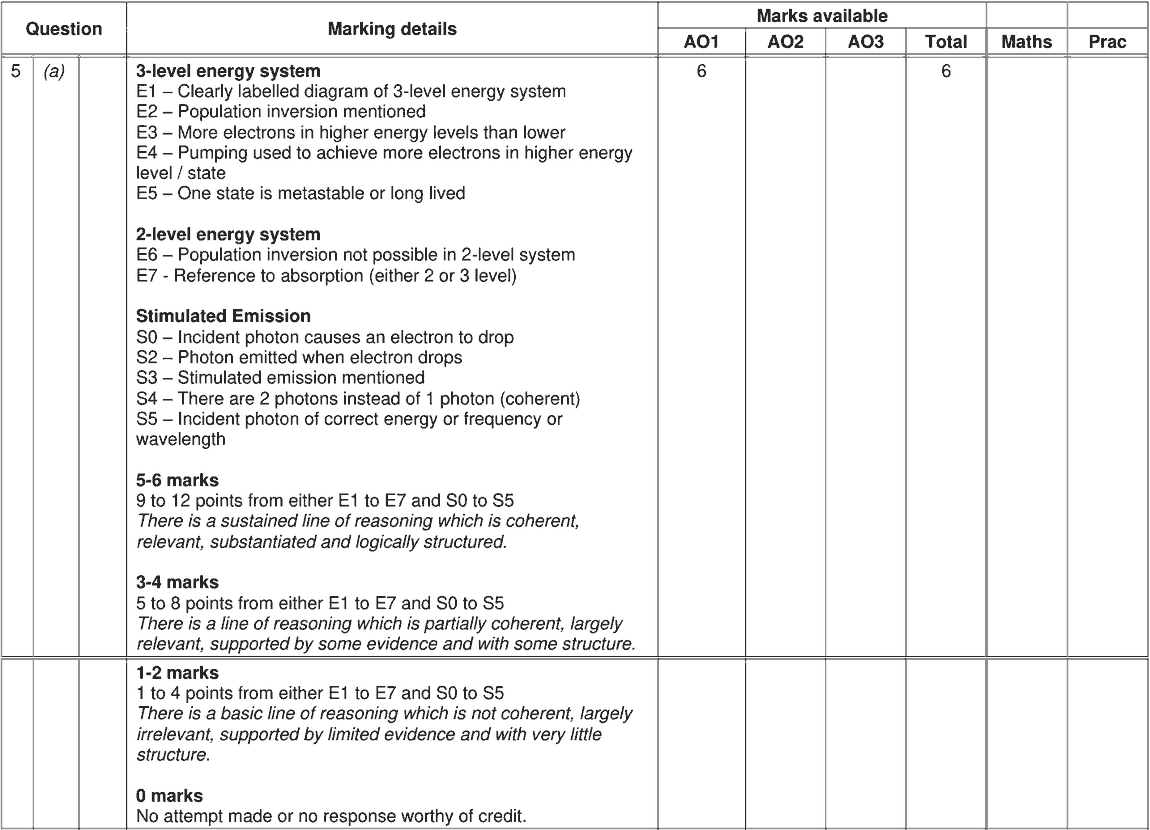 Question Marking details Marks available
AO1 AO2 AO3 Total Maths Prac
5 (a) 3-level energy system 6 6
E1 – Clearly labelled diagram of 3-level energy system
E2 – Population inversion mentioned
E3 – More electrons in higher energy levels than lower
E4 – Pumping used to achieve more electrons in higher energy
level / state
E5 – One state is metastable or long lived
2-level energy system
E6 – Population inversion not possible in 2-level system
E7 - Reference to absorption (either 2 or 3 level)
Stimulated Emission
S0 – Incident photon causes an electron to drop
S2 – Photon emitted when electron drops
S3 – Stimulated emission mentioned
S4 – There are 2 photons instead of 1 photon (coherent)
S5 – Incident photon of correct energy or frequency or
wavelength
5-6 marks
9 to 12 points from either E1 to E7 and S0 to S5
There is a sustained line of reasoning which is coherent,
relevant, substantiated and logically structured.
3-4 marks
5 to 8 points from either E1 to E7 and S0 to S5
There is a line of reasoning which is partially coherent, largely
relevant, supported by some evidence and with some structure.
1-2 marks
1 to 4 points from either E1 to E7 and S0 to S5
There is a basic line of reasoning which is not coherent, largely
irrelevant, supported by limited evidence and with very little
structure.
0 marks
No attempt made or no response worthy of credit.